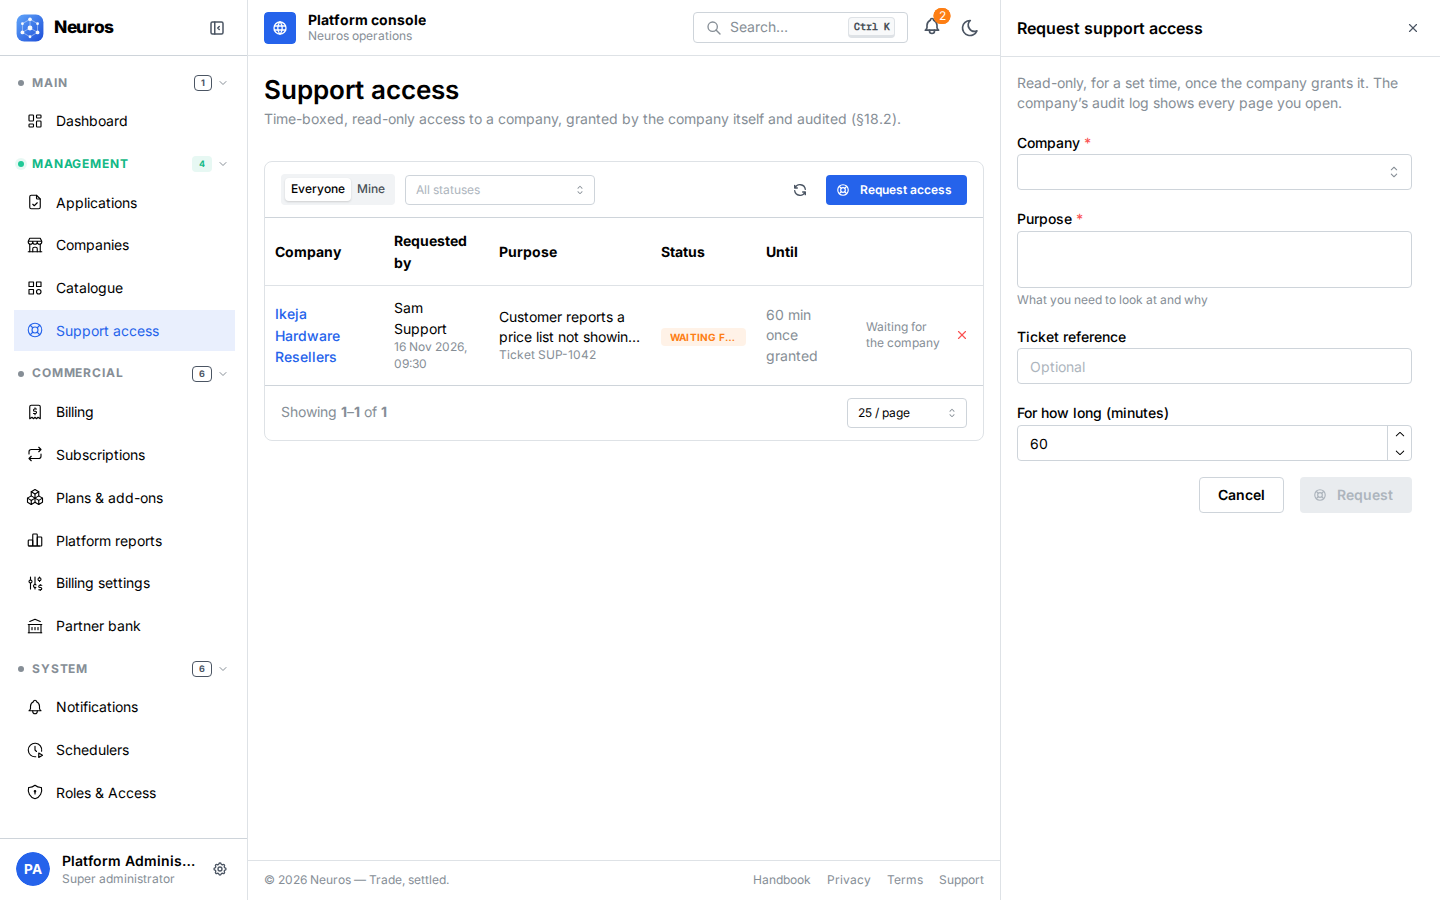 Neuros
MAIN
1
Dashboard
MANAGEMENT
4
Applications
Companies
Catalogue
Support access
COMMERCIAL
6
Billing
Subscriptions
Plans & add-ons
Platform reports
Billing settings
Partner bank
SYSTEM
6
Notifications
Schedulers
Roles & Access
PA
Platform Adminis...
Super administrator
Platform console
Neuros operations
Search...
Ctrl K
2
Support access
Time-boxed, read-only access to a company, granted by the company itself and audited (§18.2).
Everyone
Mine
All statuses
Request access
Company
Requested by
Purpose
Status
Until
Ikeja Hardware Resellers
Sam Support
16 Nov 2026, 09:30
Customer reports a price list not showin...
Ticket SUP-1042
WAITING F...
60 min once granted
Waiting for the company
Showing 1–1 of 1
25 / page
© 2026 Neuros — Trade, settled.
Handbook
Privacy
Terms
Support
Request support access
Read-only, for a set time, once the company grants it. The
company’s audit log shows every page you open.
Company *
Purpose *
What you need to look at and why
Ticket reference
Optional
For how long (minutes)
60
Cancel
Request